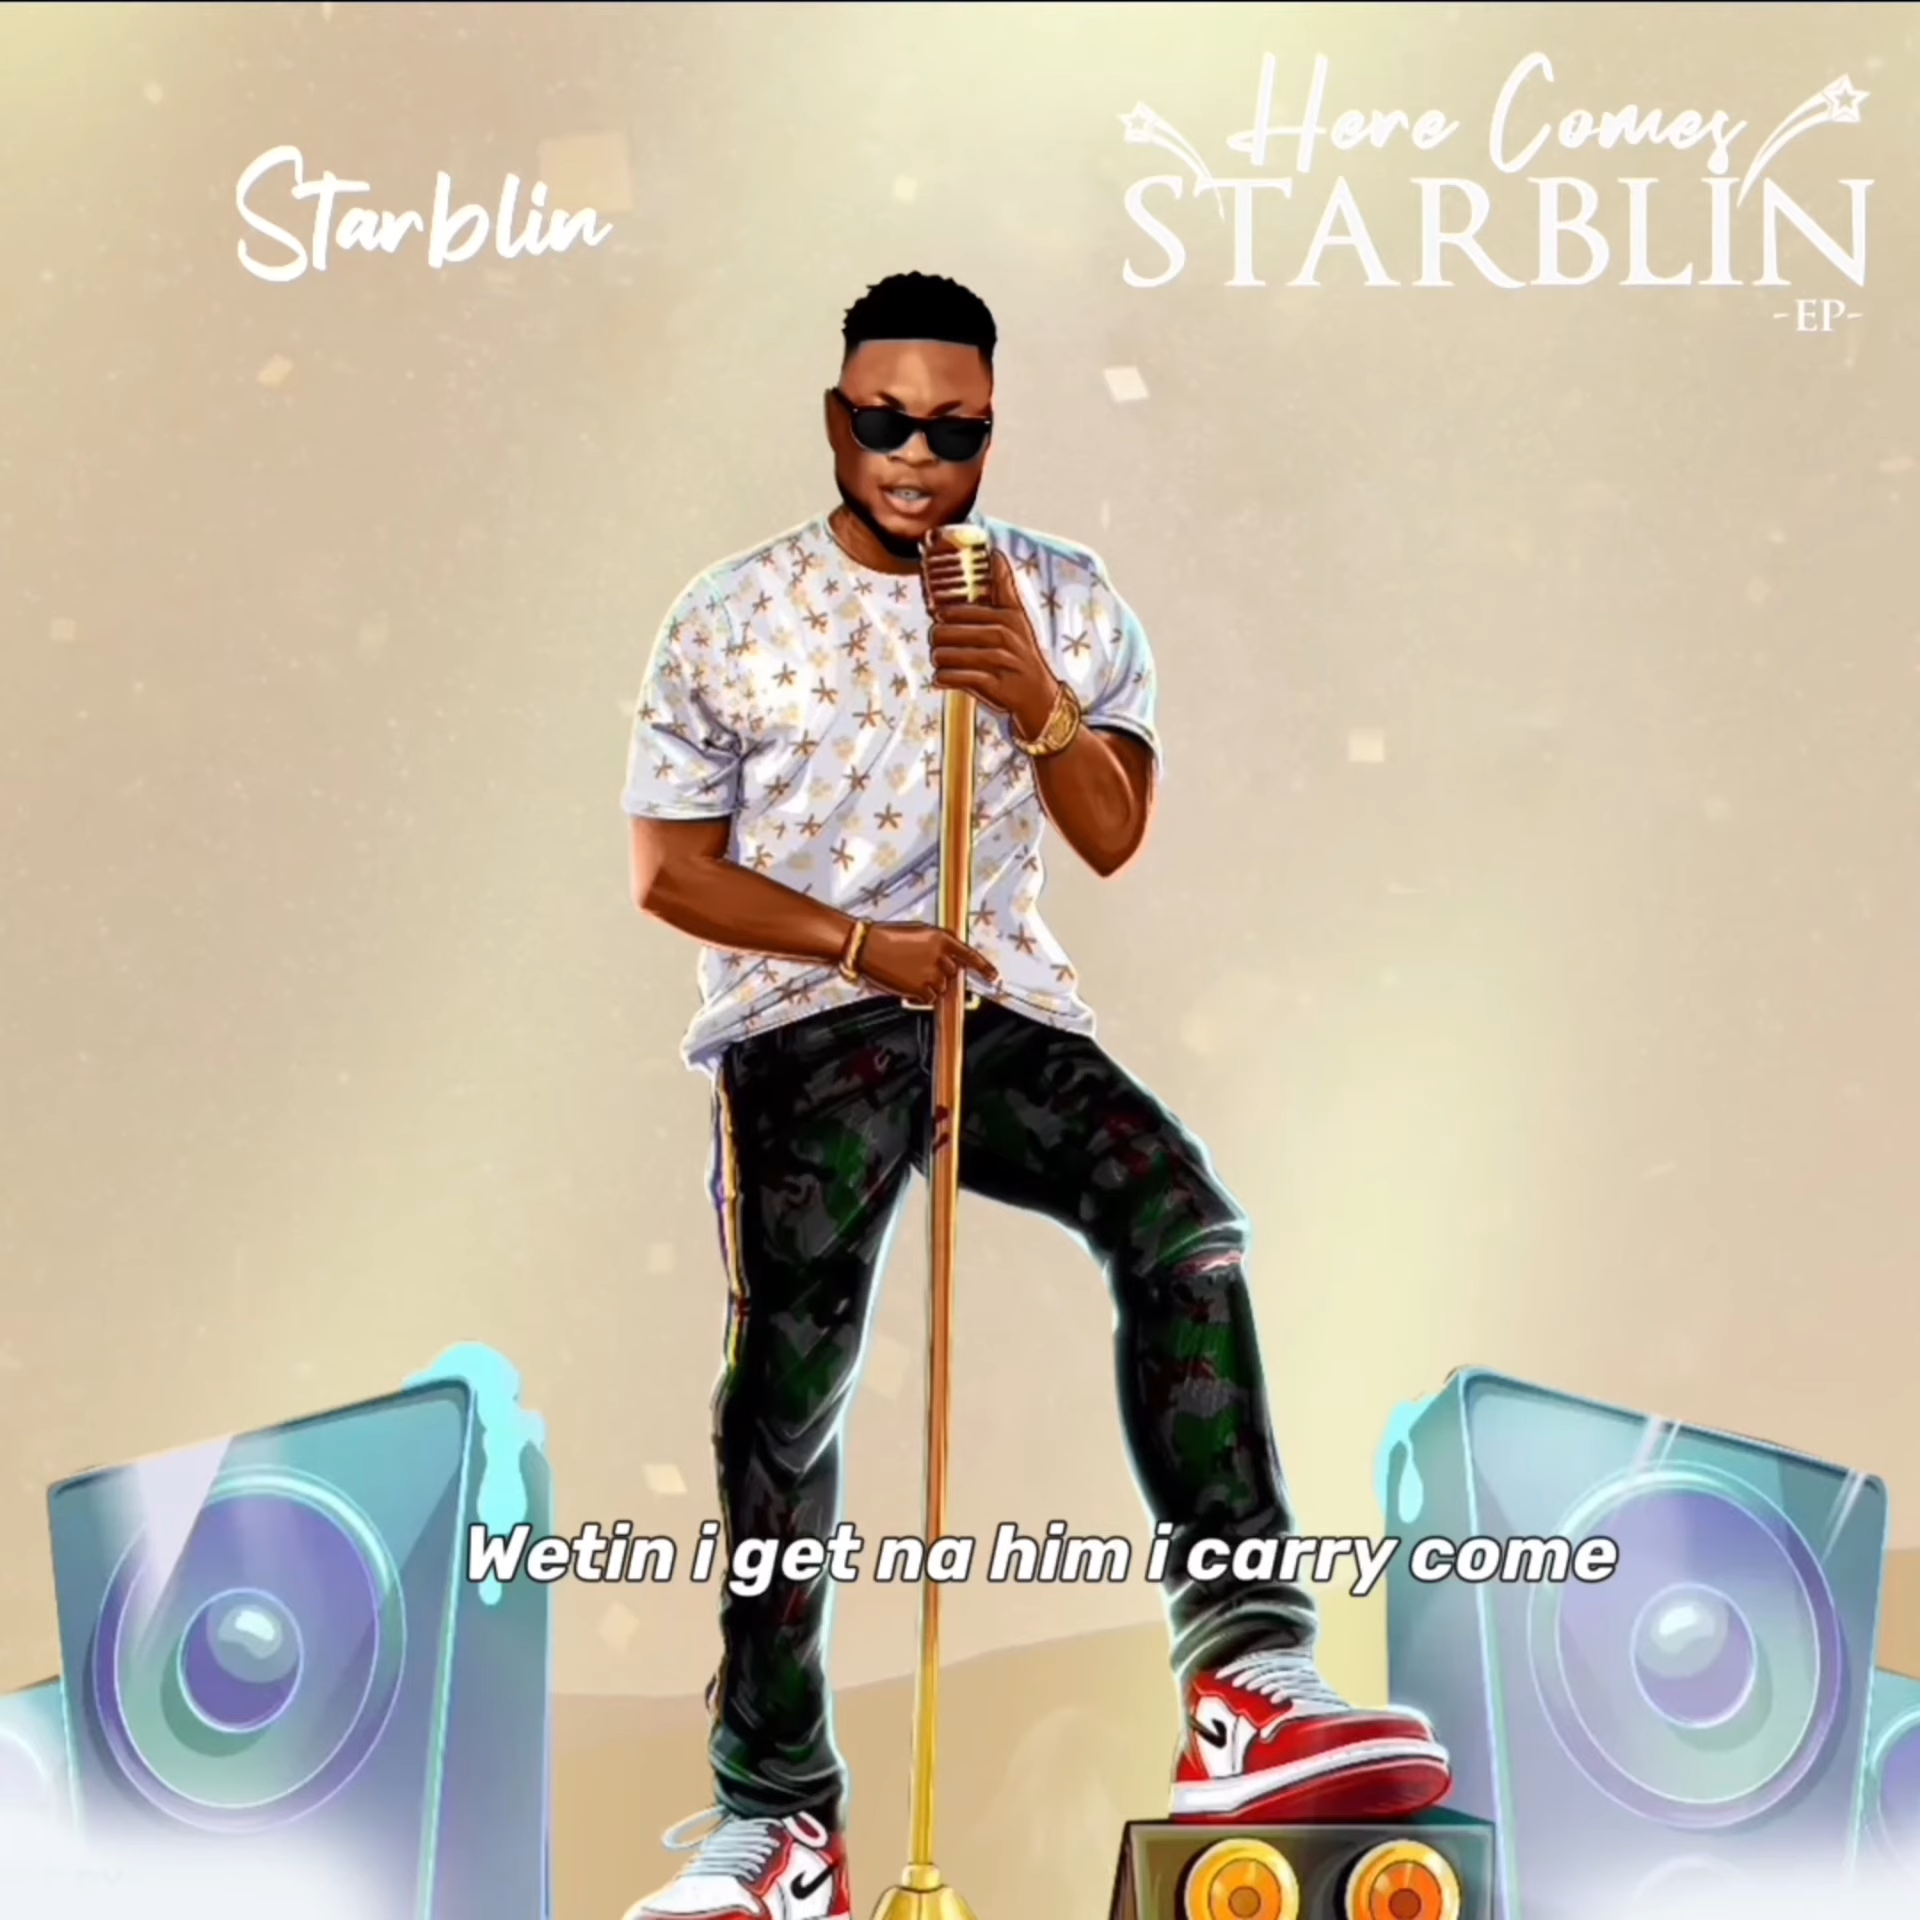 Starblin
Here Comes
STARBLIN
-EP-
Wetin i get na him i carry come